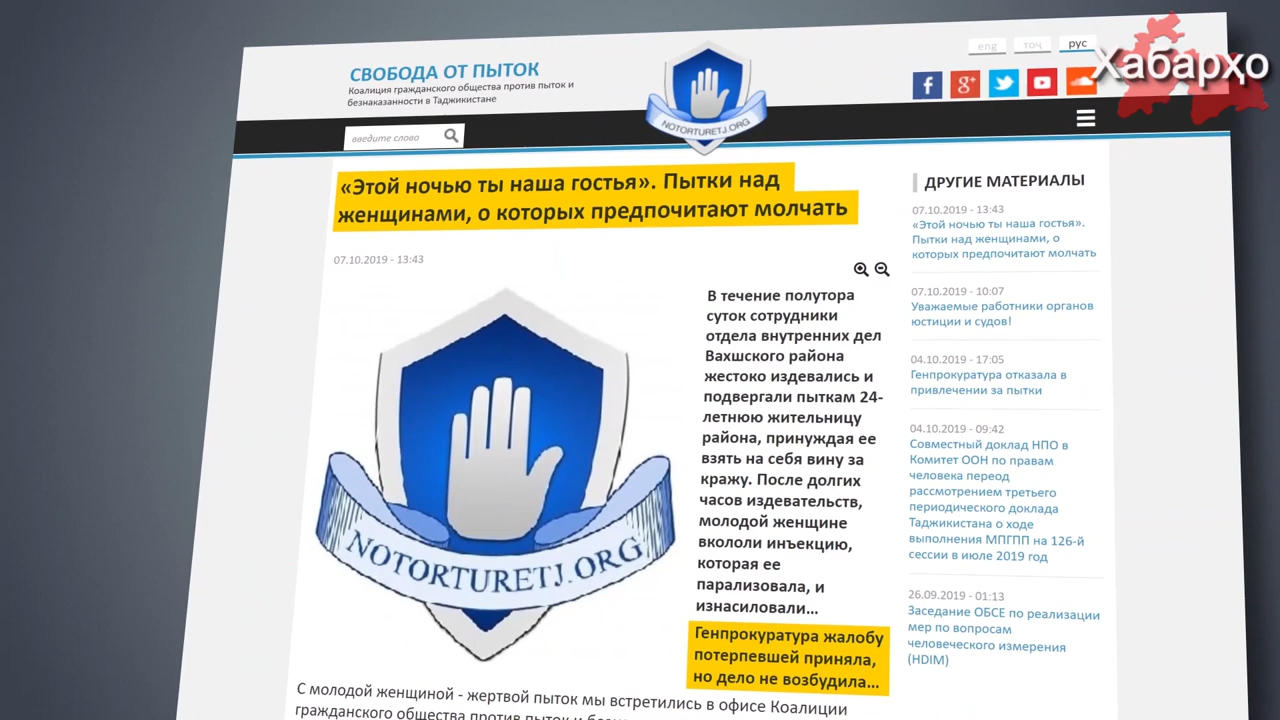 Хабарҳо
eng
тоҷ
рус
СВОБОДА ОТ ПЫТОК
Коалиция гражданского общества против пыток и
безнаказанности в Таджикистане
NOTORTURETJ.ORG
введите слово
«Этой ночью ты наша гостья». Пытки над
женщинами, о которых предпочитают молчать
07.10.2019 - 13:43
NOTORTURETJ.ORG
В течение полутора
суток сотрудники
отдела внутренних дел
Вахшского района
жестоко издевались и
подвергали пыткам 24-
летнюю жительницу
района, принуждая ее
взять на себя вину за
кражу. После долгих
часов издевательств,
молодой женщине
вкололи инъекцию,
которая ее
парализовала, и
изнасиловали...
Генпрокуратура жалобу
потерпевшей приняла,
но дело не возбудила...
С молодой женщиной - жертвой пыток мы встретились в офисе Коалиции
гражданского общества против пыток и
ДРУГИЕ МАТЕРИАЛЫ
07.10.2019 - 13:43
«Этой ночью ты наша гостья».
Пытки над женщинами, о
которых предпочитают молчать
07.10.2019 - 10:07
Уважаемые работники органов
юстиции и судов!
04.10.2019 - 17:05
Генпрокуратура отказала в
привлечении за пытки
04.10.2019 - 09:42
Совместный доклад НПО в
Комитет ООН по правам
человека переод
рассмотрением третьего
периодического доклада
Таджикистана о ходе
выполнения МПГПП на 126-й
сессии в июле 2019 год
26.09.2019 - 01:13
Заседание ОБСЕ по реализации
мер по вопросам
человеческого измерения
(HDIM)